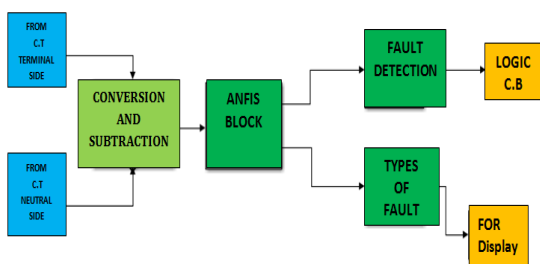 FROM
C.T
TERMINAL
SIDE
CONVERSION
AND
SUBTRACTION
FROM
C.T
NEUTRAL
SIDE
ANFIS
BLOCK
FAULT
DETECTION
LOGIC
C.B
TYPES
OF
FAULT
FOR
Display